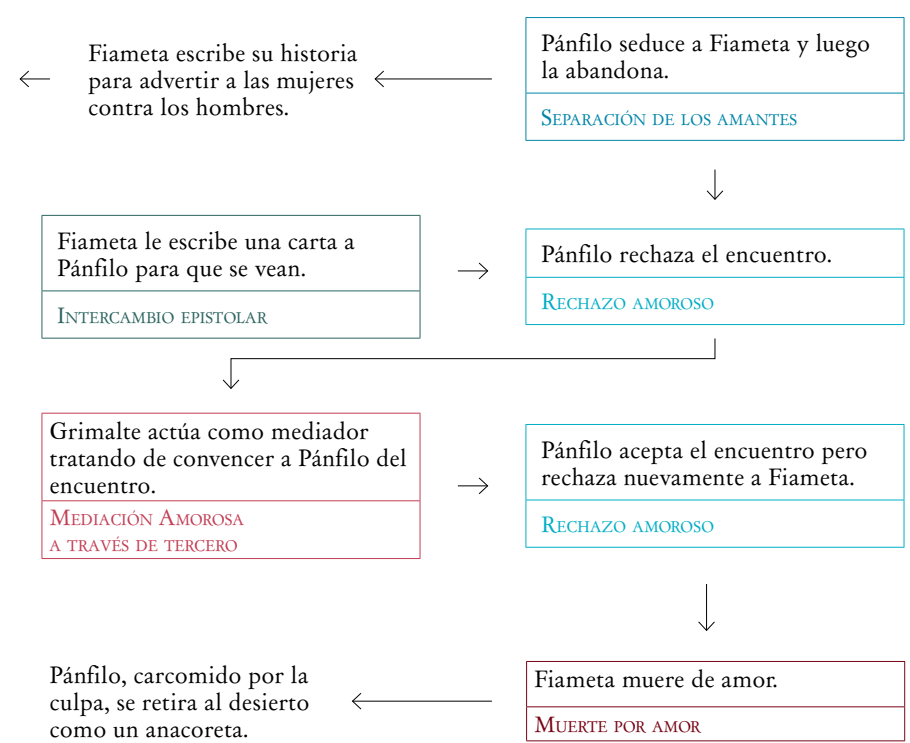 Fiameta escribe su historia
para advertir a las mujeres
contra los hombres.
Pánfilo seduce a Fiameta y luego
la abandona.
Separación de los amantes
Fiameta le escribe una carta a
Pánfilo para que se vean.
Intercambio epistolar
Pánfilo rechaza el encuentro.
Rechazo amoroso
Grimalte actúa como mediador
tratando de convencer a Pánfilo del
encuentro.
Mediación Amorosa
a través de tercero
Pánfilo acepta el encuentro pero
rechaza nuevamente a Fiameta.
Rechazo amoroso
Pánfilo, carcomido por la
culpa, se retira al desierto
como un anacoreta.
Fiameta muere de amor.
Muerte por amor